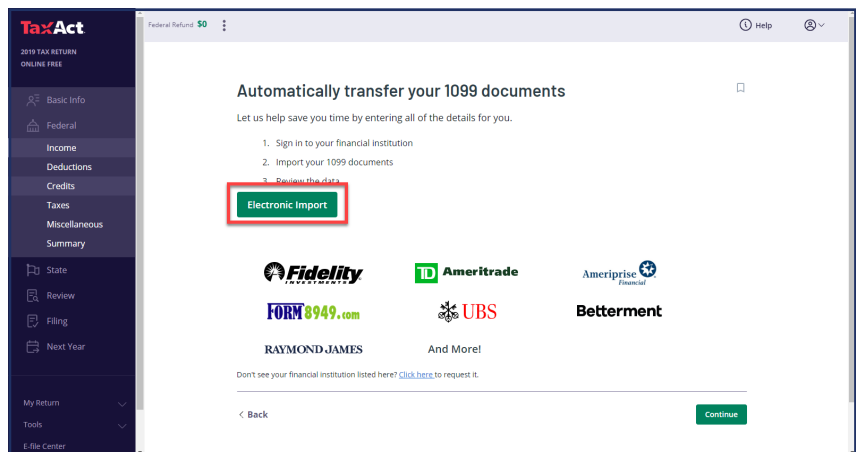 TaxAct
2019 TAX RETURN
ONLINE FREE
Basic Info
Federal
Income
Deductions
Credits
Taxes
Miscellaneous
Summary
State
Review
Filing
Next Year
My Return
Tools
E-file Center
Federal Refund $0
Help
Automatically transfer your 1099 documents
Let us help save you time by entering all of the details for you.
1. Sign in to your financial institution
2. Import your 1099 documents
3. Review the data
Electronic Import
Fidelity
INVESTMENTS
TD Ameritrade
Ameriprise
Financial
FORM8949.com
UBS
Betterment
RAYMOND JAMES
And More!
Don't see your financial institution listed here? Click here to request it.
< Back
Continue